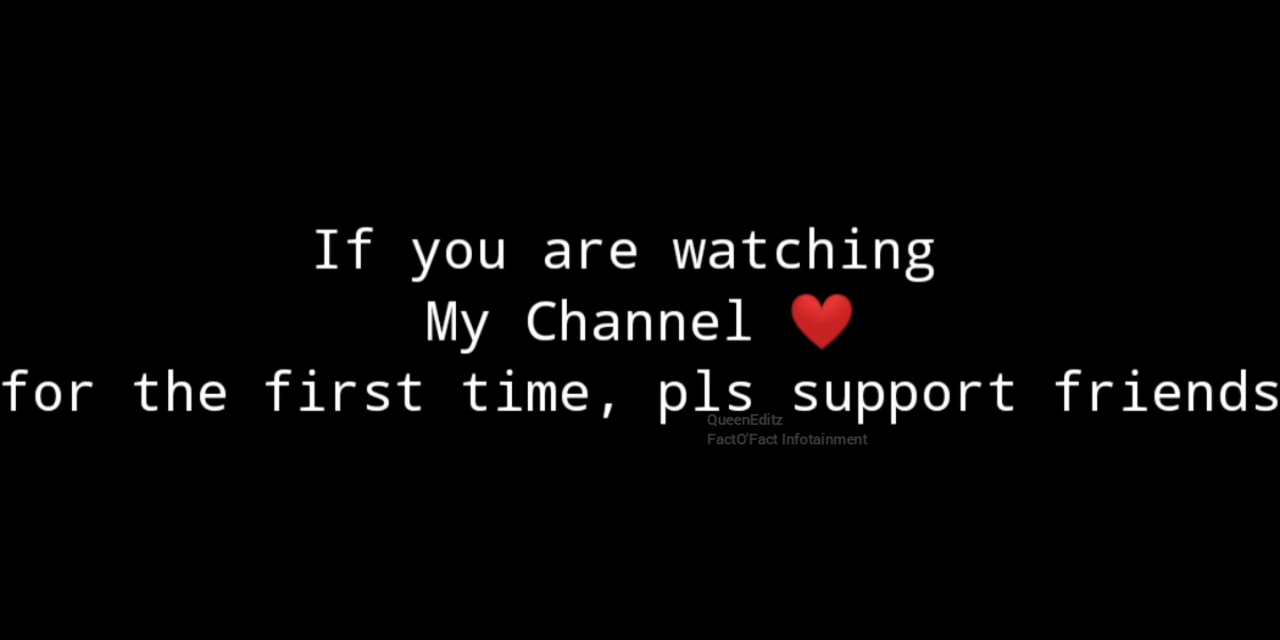 If you are watching
My Channel ❤️
for the first time, pls support friends
QueenEditz
FactO'Fact Infotainment